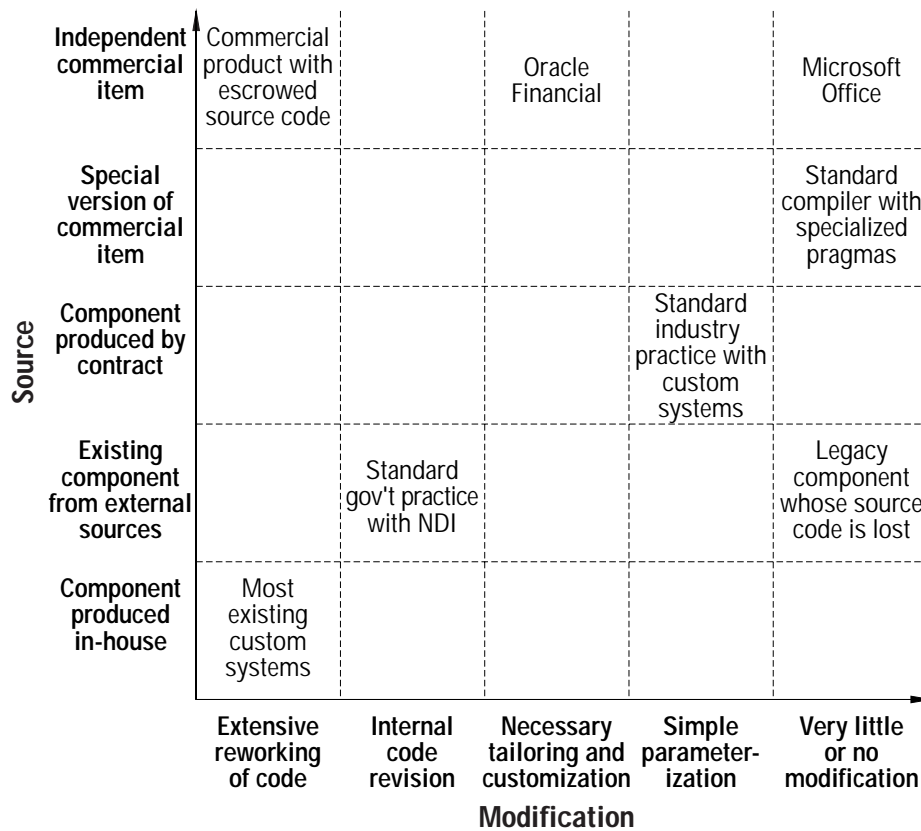 Independent
commercial
item
Commercial
product with
escrowed
source code
Oracle
Financial
Microsoft
Office
Special
version of
commercial
item
Standard
compiler with
specialized
pragmas
Source
Component
produced by
contract
Standard
industry
practice with
custom
systems
Existing
component
from external
sources
Standard
gov't practice
with NDI
Legacy
component
whose source
code is lost
Component
produced
in-house
Most
existing
custom
systems
Extensive
reworking
of code
Internal
code
revision
Necessary
tailoring and
customization
Simple
parameter-
ization
Very little
or no
modification
Modification